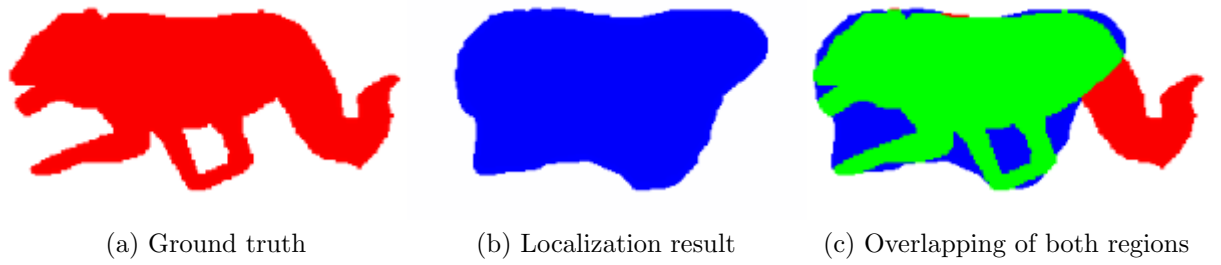 (a) Ground truth
(b) Localization result
(c) Overlapping of both regions